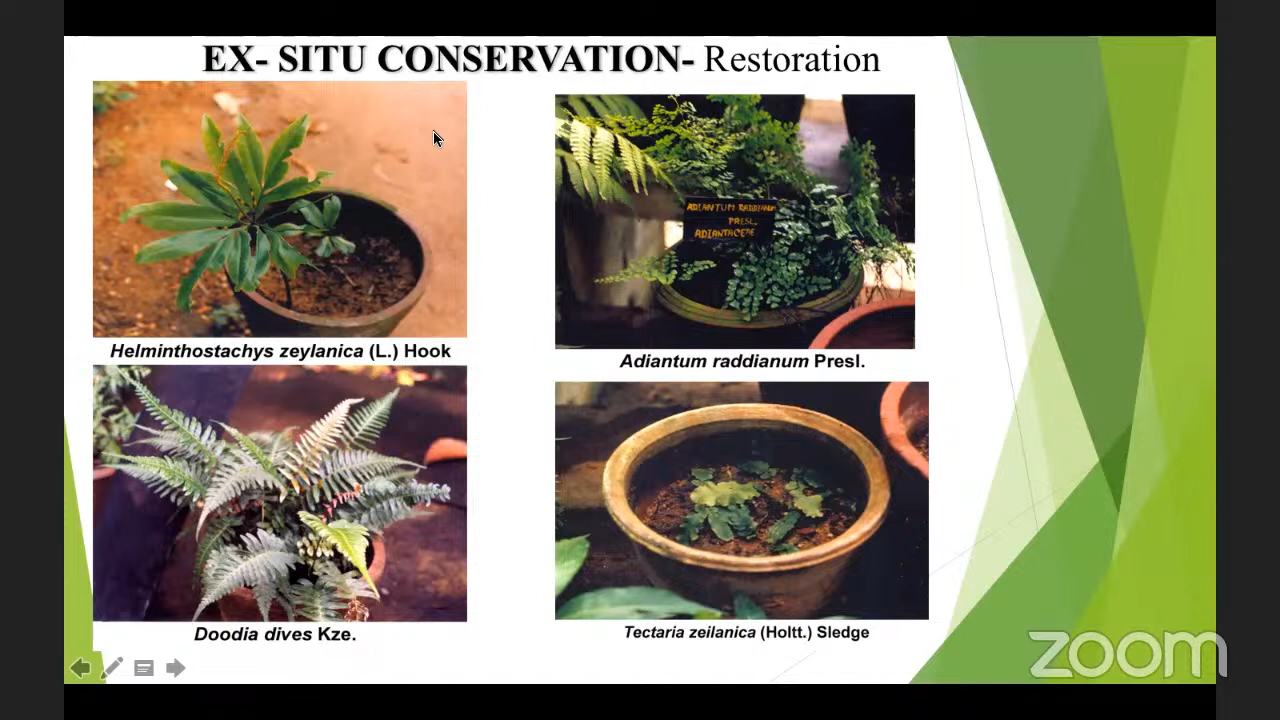 EX- SITU CONSERVATION- Restoration
ADIANTUM RADDIANUM
PRESL.
ADIANTACEAE
Helminthostachys zeylanica (L.) Hook
Adiantum raddianum Presl.
Doodia dives Kze.
Tectaria zeilanica (Holtt.) Sledge
zoom